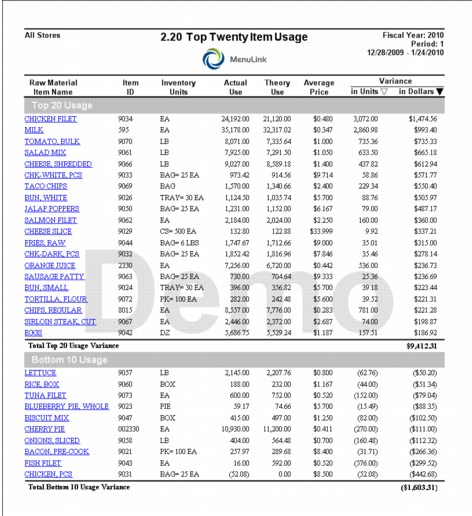 All Stores
2.20 Top Twenty Item Usage
Fiscal Year: 2010
Period: 1
12/28/2009 - 1/24/2010
MenuLink
Raw Material Item Name Item ID Inventory Units Actual Use Theory Use Average Price Variance in Units in Dollars
Top 20 Usage
CHICKEN FILET 9034 EA 24,192.00 21,120.00 $0.480 3,072.00 $1,474.56
MILK 595 EA 35,178.00 32,317.02 $0.347 2,860.98 $993.40
TOMATO, BULK 9070 LB 8,071.00 7,335.64 $1.000 735.36 $735.33
SALAD MIX 9061 LB 7,925.00 7,291.50 $1.050 633.50 $665.18
CHEESE, SHREDDED 9066 LB 9,027.00 8,589.18 $1.400 437.82 $612.94
CHK-WHITE, PCS 9033 BAG= 25 EA 973.42 914.56 $9.714 58.86 $571.77
TACO CHIPS 9069 BAG 1,570.00 1,340.66 $2.400 229.34 $550.40
BUN, WHITE 9026 TRAY= 30 EA 1,124.50 1,035.74 $5.700 88.76 $505.97
JALAP POPPERS 9050 BAG= 25 EA 1,231.00 1,152.00 $6.167 79.00 $487.17
SALMON FILET 9062 EA 2,184.00 2,024.00 $2.250 160.00 $360.00
CHEESE SLICE 9029 CS= 500 EA 132.80 122.88 $33.999 9.92 $337.21
FRIES, RAW 9044 BAG= 6 LBS 1,747.67 1,712.66 $9.000 35.01 $315.00
CHK-DARK, PCS 9032 BAG= 25 EA 1,852.42 1,816.96 $7.846 35.46 $278.14
ORANGE JUICE 2330 EA 7,256.00 6,720.00 $0.442 536.00 $236.73
SAUSAGE PATTY 9063 BAG= 25 EA 730.00 704.64 $9.333 25.36 $236.69
BUN, SMALL 9024 TRAY= 30 EA 396.00 356.82 $5.700 39.18 $223.44
TORTILLA, FLOUR 9072 PK= 100 EA 282.00 242.48 $5.600 39.52 $221.31
CHIPS, REGULAR 8015 EA 8,557.00 7,776.00 $0.283 781.00 $221.28
SIRLOIN STEAK, CUT 9067 EA 2,446.00 2,372.00 $2.687 74.00 $198.87
EGGS 9042 DZ 5,686.75 5,529.24 $1.187 157.51 $186.92
Total Top 20 Usage Variance $9,412.31
Bottom 10 Usage
LETTUCE 9057 LB 2,145.00 2,207.76 $0.800 (62.76) ($50.20)
RICE, BOX 9060 BOX 188.00 232.00 $1.167 (44.00) ($51.34)
TUNA FILET 9073 EA 600.00 752.00 $0.520 (152.00) ($79.04)
BLUEBERRY PIE, WHOLE 9023 PIE 59.17 74.66 $5.700 (15.49) ($88.35)
BISCUIT MIX 9047 BOX 415.00 497.00 $1.250 (82.00) ($102.50)
CHERRY PIE 002330 EA 10,930.00 11,200.00 $0.411 (270.00) ($111.00)
ONIONS, SLICED 9058 LB 404.00 564.48 $0.700 (160.48) ($112.32)
BACON, PRE-COOK 9021 PK= 100 EA 257.97 289.68 $8.400 (31.71) ($266.36)
FISH FILET 9043 EA 16.00 592.00 $0.520 (576.00) ($299.52)
CHICKEN, PCS 9031 BAG= 25 EA (52.08) 0.00 $8.500 (52.08) ($442.68)
Total Bottom 10 Usage Variance ($1,603.31)
Demo